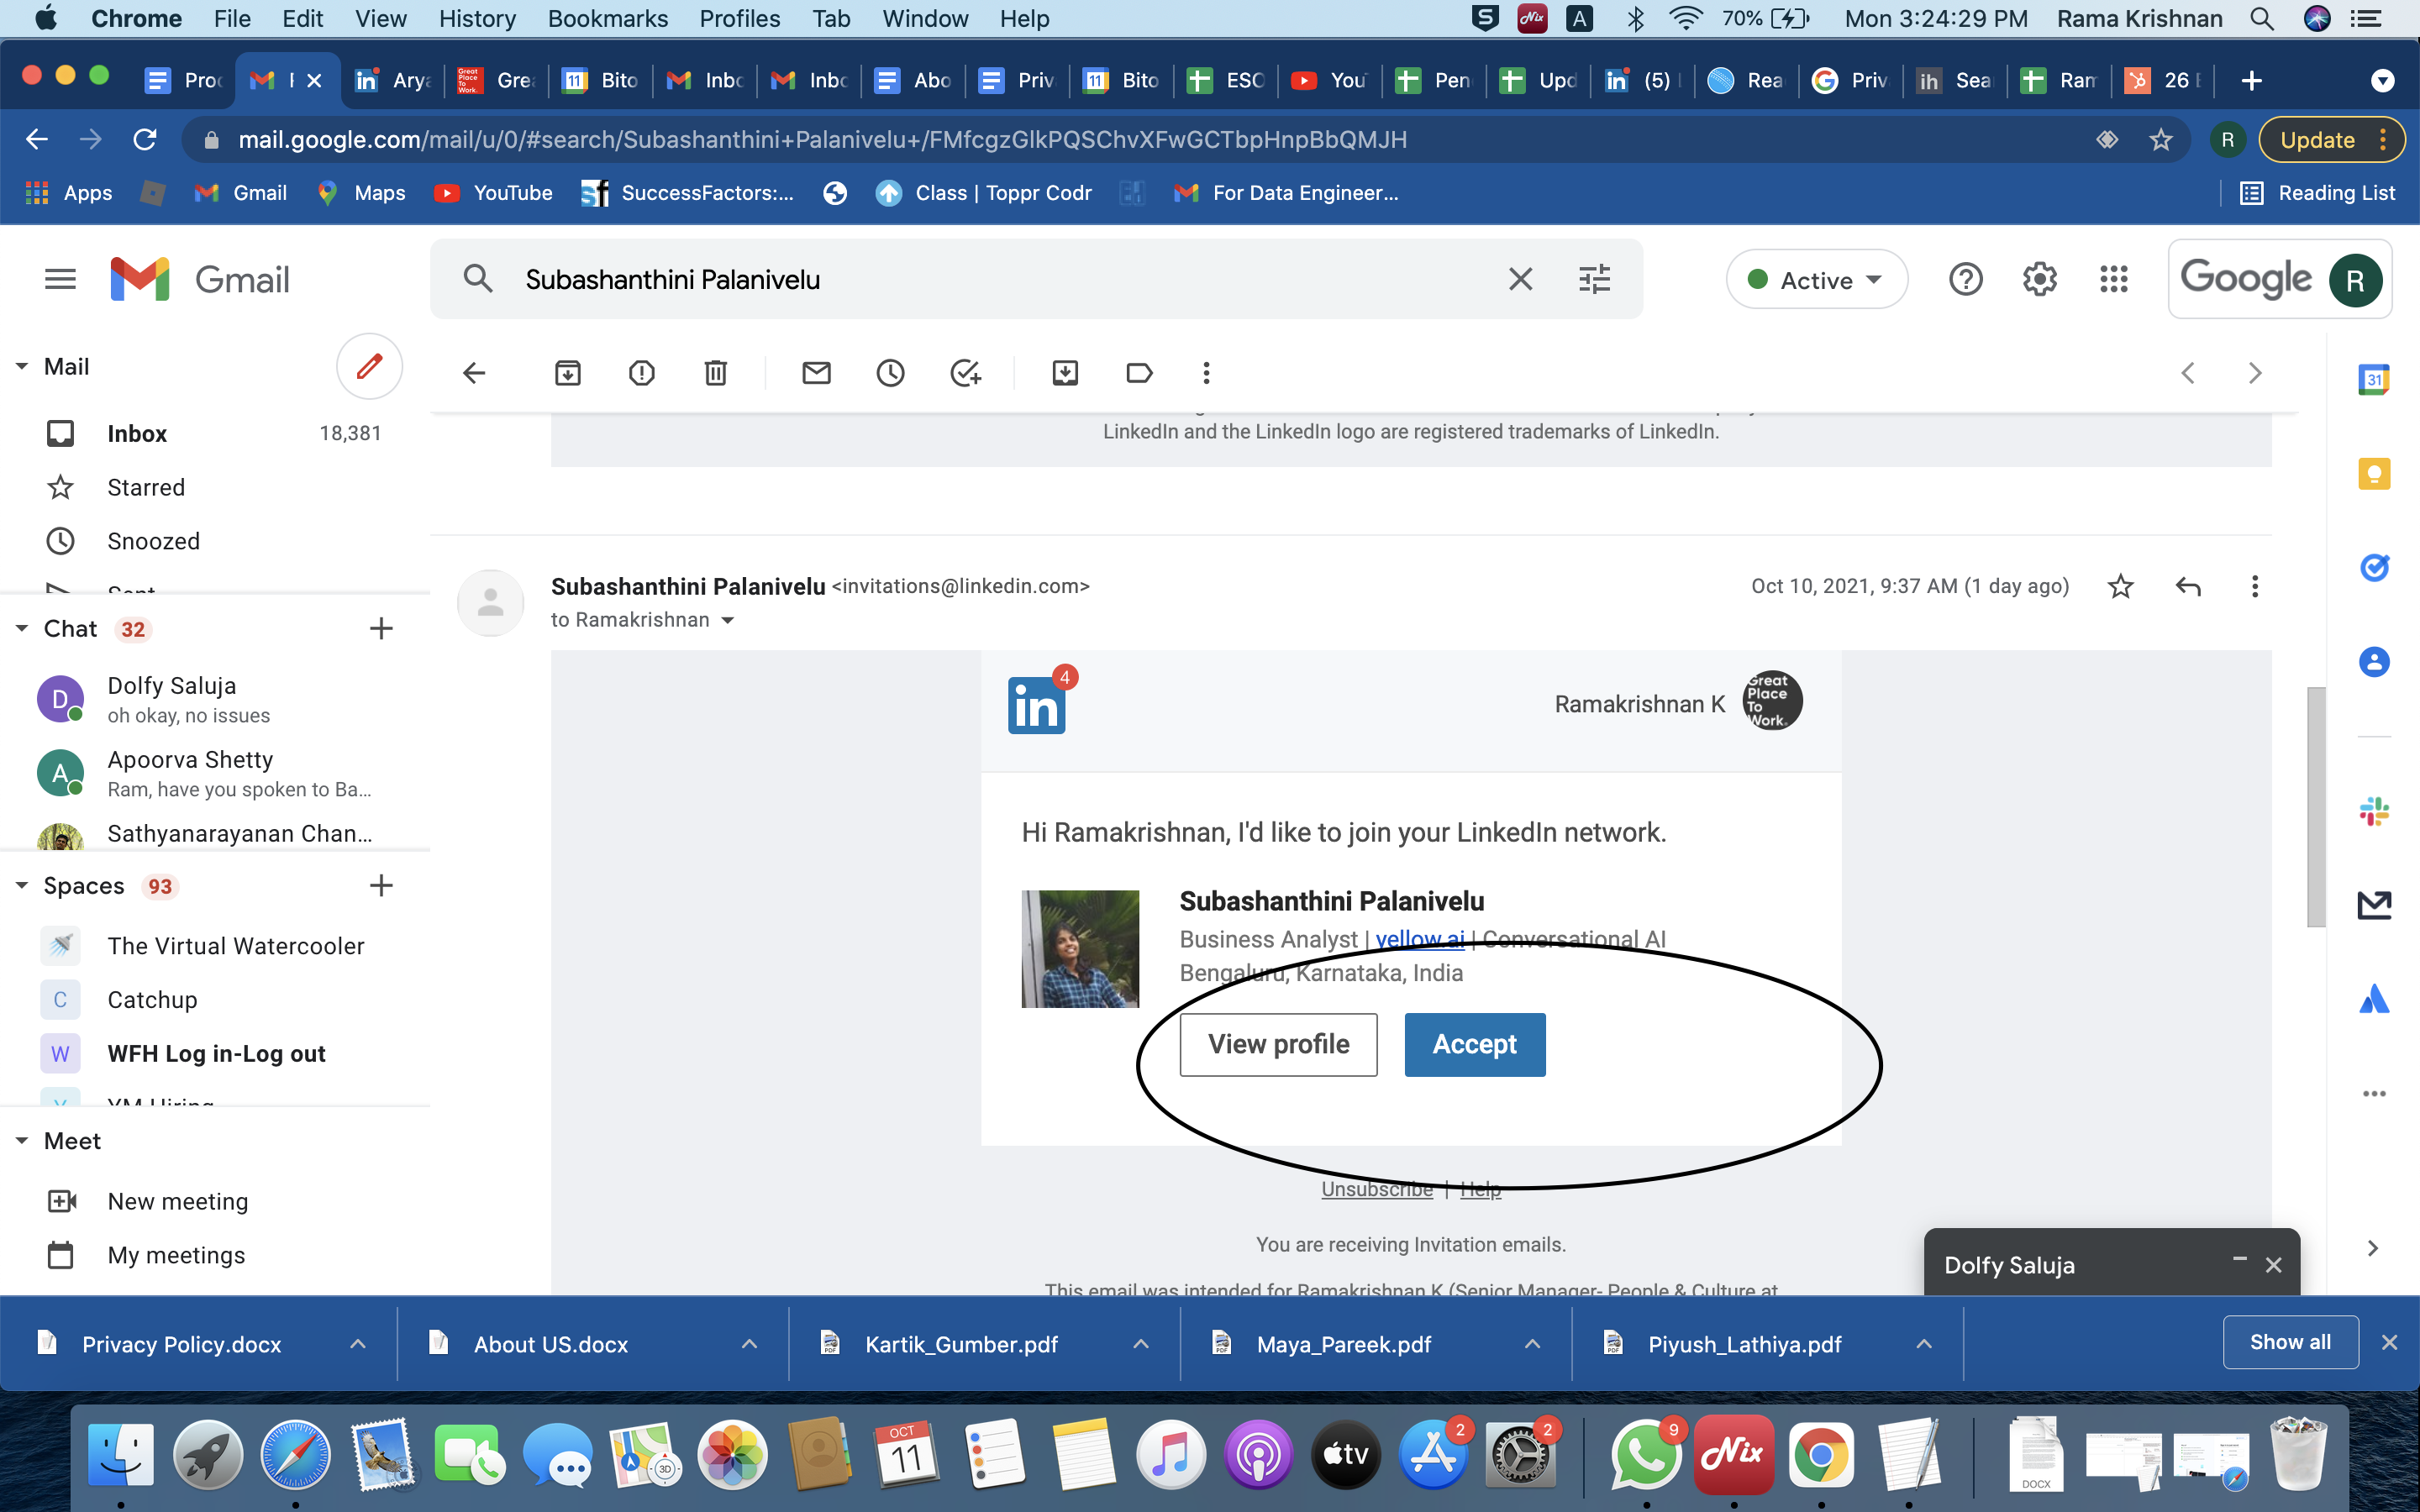 Chrome File Edit View History Bookmarks Profiles Tab Window Help
70% Mon 3:24:29 PM Rama Krishnan
Arya Bito Inbo Inbo Abo Priv Bito ESC You Pen Upd (5) Rea Priv Sea Ram 26
mail.google.com/mail/u/0/#search/Subashanthini+Palanivelu+/FMfcgzGlkPQSChvXFwGCTbpHnpBbQMJH
R Update
Apps Gmail Maps YouTube SuccessFactors:... Class | Toppr Codr For Data Engineer... Reading List
Gmail
Subashanthini Palanivelu
Active
Google R
Mail
Inbox 18,381
Starred
Snoozed
Chat 32
D Dolfy Saluja
oh okay, no issues
A Apoorva Shetty
Ram, have you spoken to Ba...
Sathyanarayanan Chan...
Spaces 93
The Virtual Watercooler
C Catchup
W WFH Log in-Log out
Meet
New meeting
My meetings
LinkedIn and the LinkedIn logo are registered trademarks of LinkedIn.
Subashanthini Palanivelu <invitations@linkedin.com> Oct 10, 2021, 9:37 AM (1 day ago)
to Ramakrishnan
in 4
Ramakrishnan K
Great
Place
To
Work.
Hi Ramakrishnan, I'd like to join your LinkedIn network.
Subashanthini Palanivelu
Business Analyst | yellow.ai | Conversational AI
Bengaluru, Karnataka, India
View profile Accept
Unsubscribe | Help
You are receiving Invitation emails.
This email was intended for Ramakrishnan K (Senior Manager- People & Culture at
Dolfy Saluja
31
Privacy Policy.docx About US.docx Kartik_Gumber.pdf Maya_Pareek.pdf Piyush_Lathiya.pdf Show all
3D OCT 11 tv 2 2 9 Nix DOCX